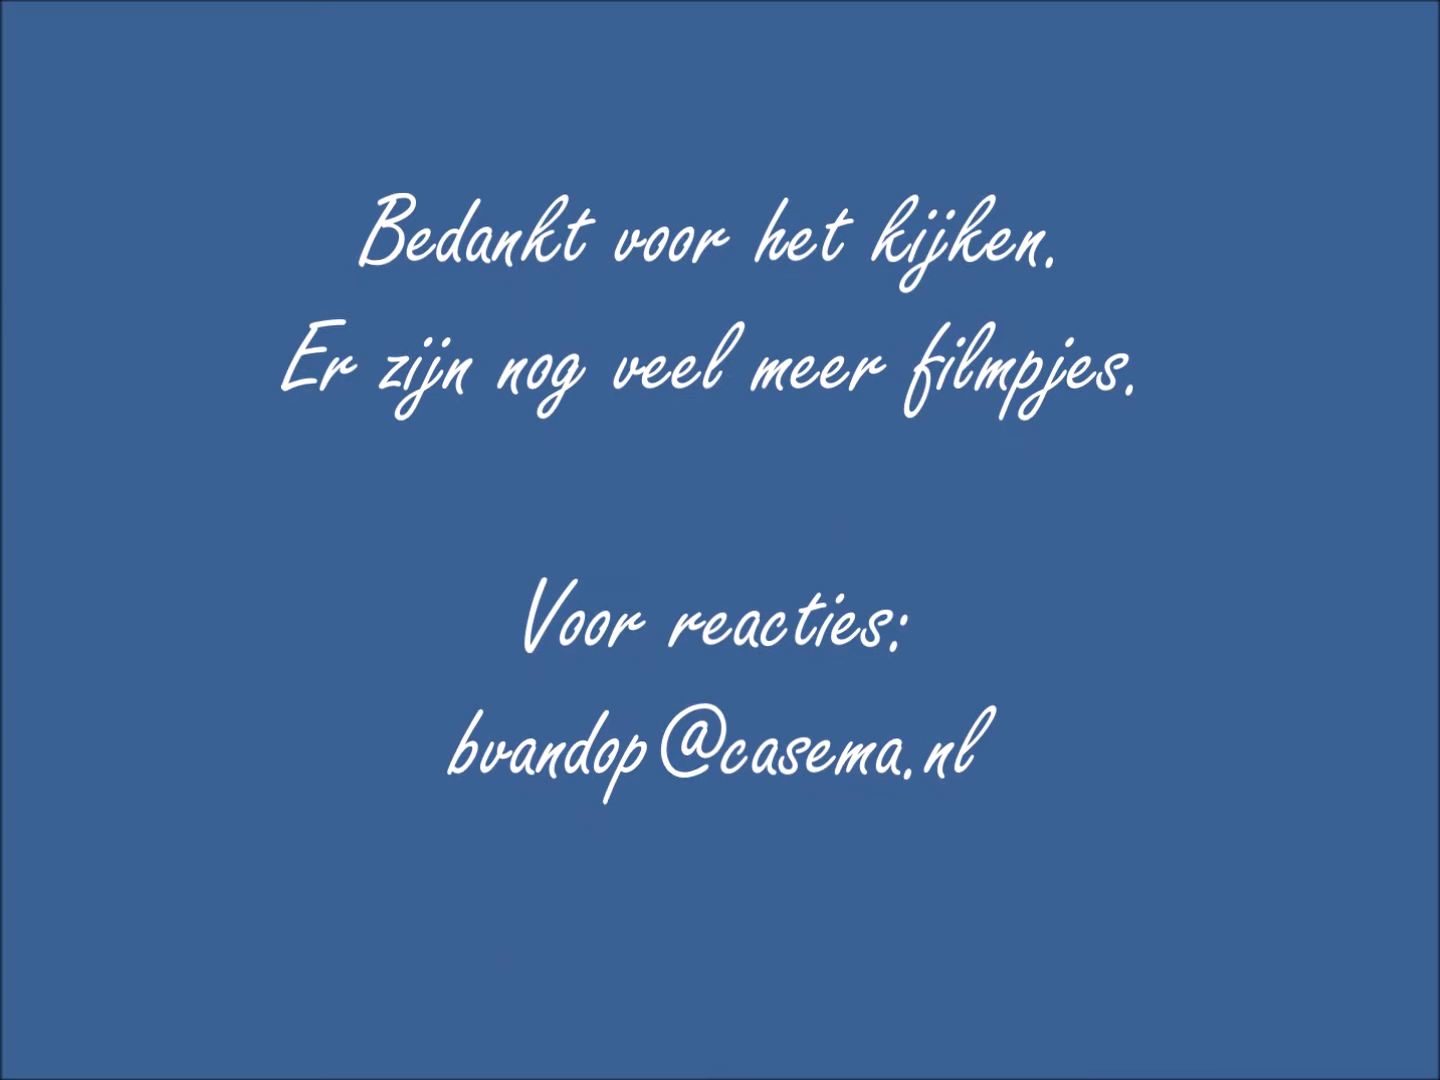 Bedankt voor het kijken.
Er zijn nog veel meer filmpjes.
Voor reacties:
bvandop@casema.nl